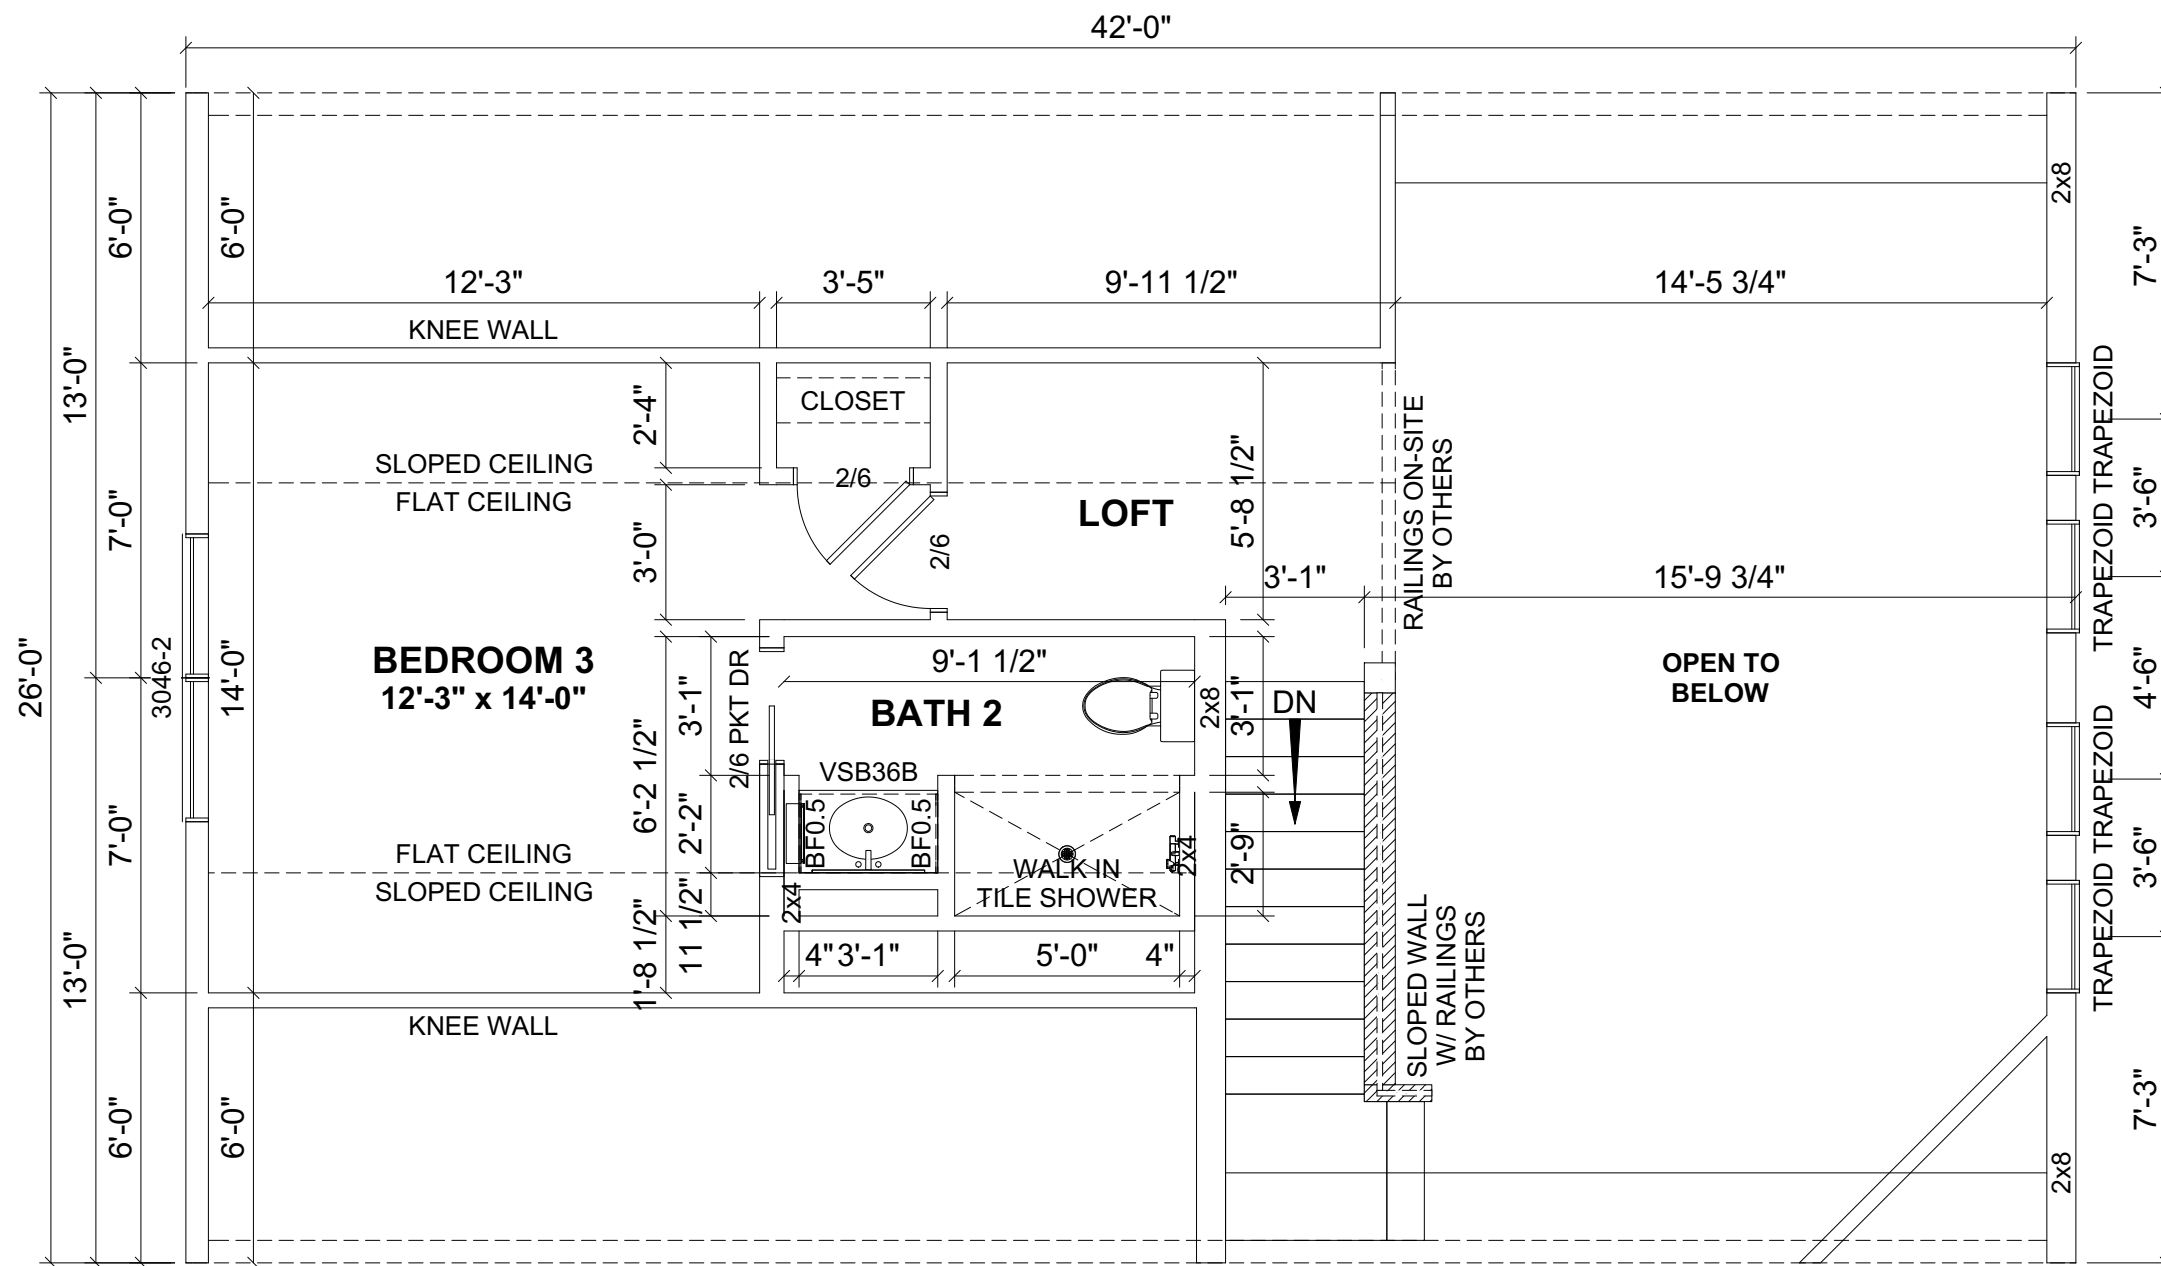 42'-0"
26'-0"
13'-0"
13'-0"
6'-0"
7'-0"
7'-0"
6'-0"
6'-0"
14'-0"
6'-0"
3046-2
12'-3"
3'-5"
9'-11 1/2"
14'-5 3/4"
2x8
7'-3"
KNEE WALL
2'-4"
CLOSET
SLOPED CEILING
FLAT CEILING
2/6
2/6
3'-0"
LOFT
5'-8 1/2"
RAILINGS ON-SITE
BY OTHERS
TRAPEZOID TRAPEZOID
3'-6"
3'-1"
15'-9 3/4"
BEDROOM 3
12'-3" x 14'-0"
6'-2 1/2"
3'-1"
2/6 PKT DR
9'-1 1/2"
BATH 2
2x8
3'-1"
DN
OPEN TO
BELOW
4'-6"
VSB36B
BF0.5
BF0.5
2'-2"
2'-9"
2x4
WALK IN
TILE SHOWER
TRAPEZOID TRAPEZOID
3'-6"
FLAT CEILING
SLOPED CEILING
2x4
11 1/2"
1'-8 1/2"
4"
3'-1"
5'-0"
4"
SLOPED WALL
W/ RAILINGS
BY OTHERS
KNEE WALL
2x8
7'-3"